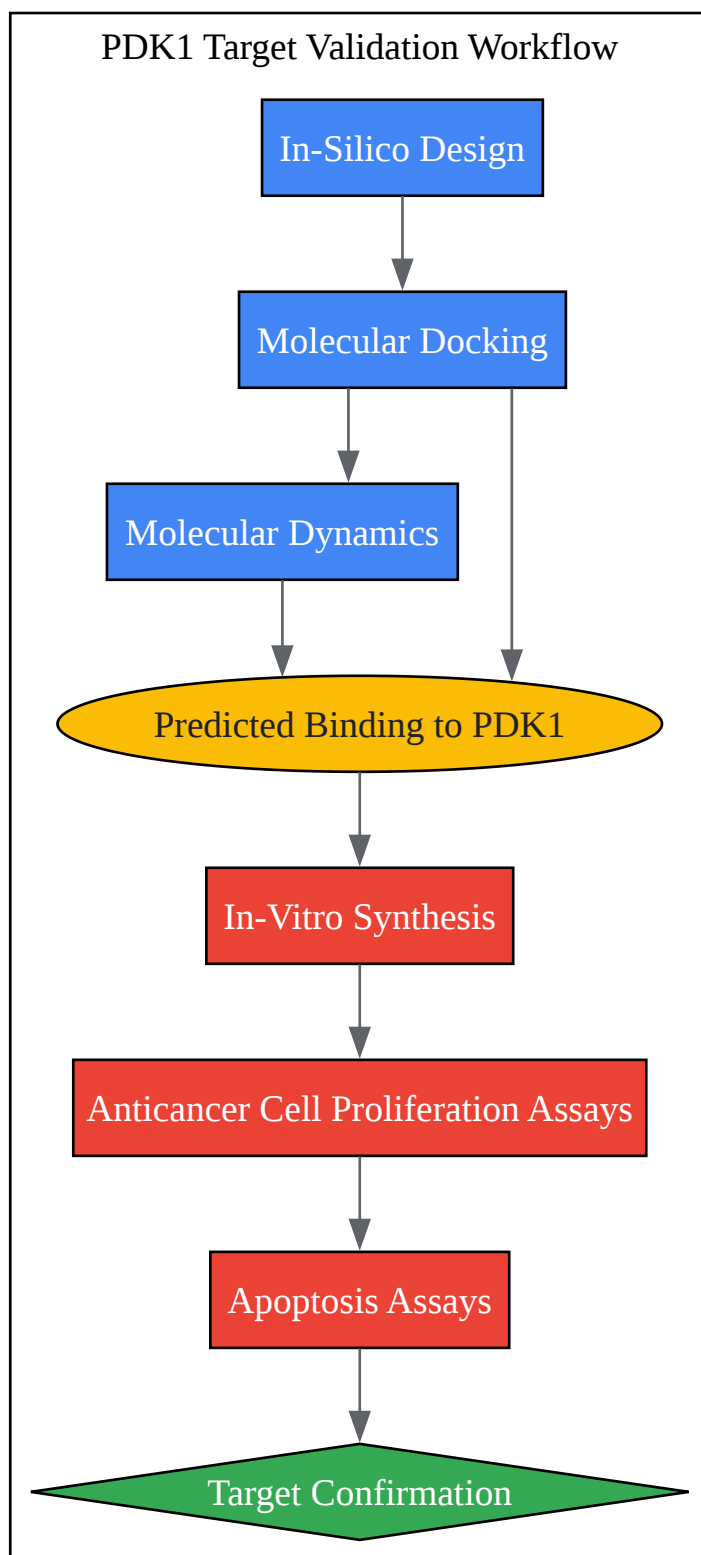 PDK1 Target Validation Workflow
In-Silico Design
Molecular Docking
Molecular Dynamics
Predicted Binding to PDK1
In-Vitro Synthesis
Anticancer Cell Proliferation Assays
Apoptosis Assays
Target Confirmation